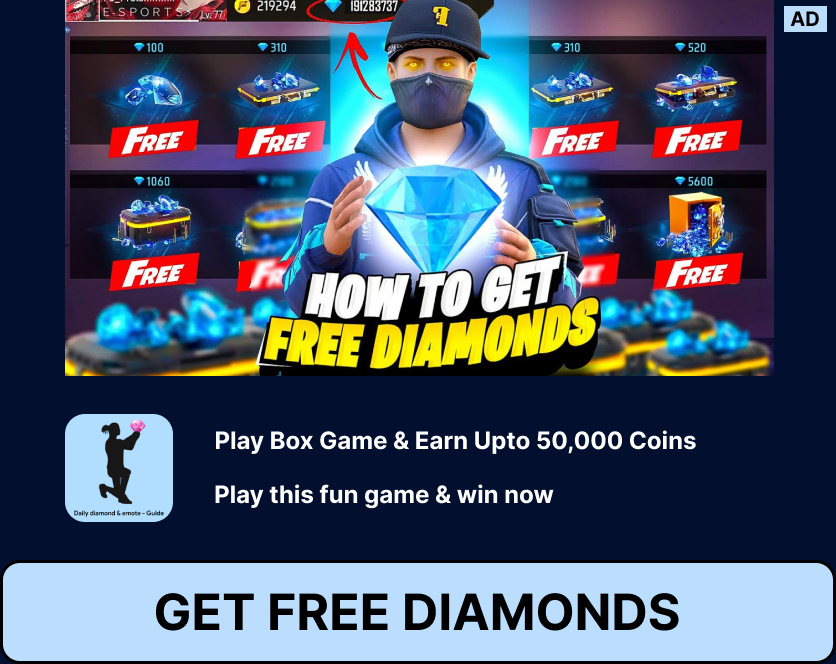 E-SPORTS
Lv.77
219294
191283737
AD
100
310
310
520
FREE
FREE
FREE
FREE
1060
5600
FREE
FREE
HOW TO GET
FREE DIAMONDS
Play Box Game & Earn Upto 50,000 Coins
Play this fun game & win now
Daily diamond & emote - Guide
GET FREE DIAMONDS